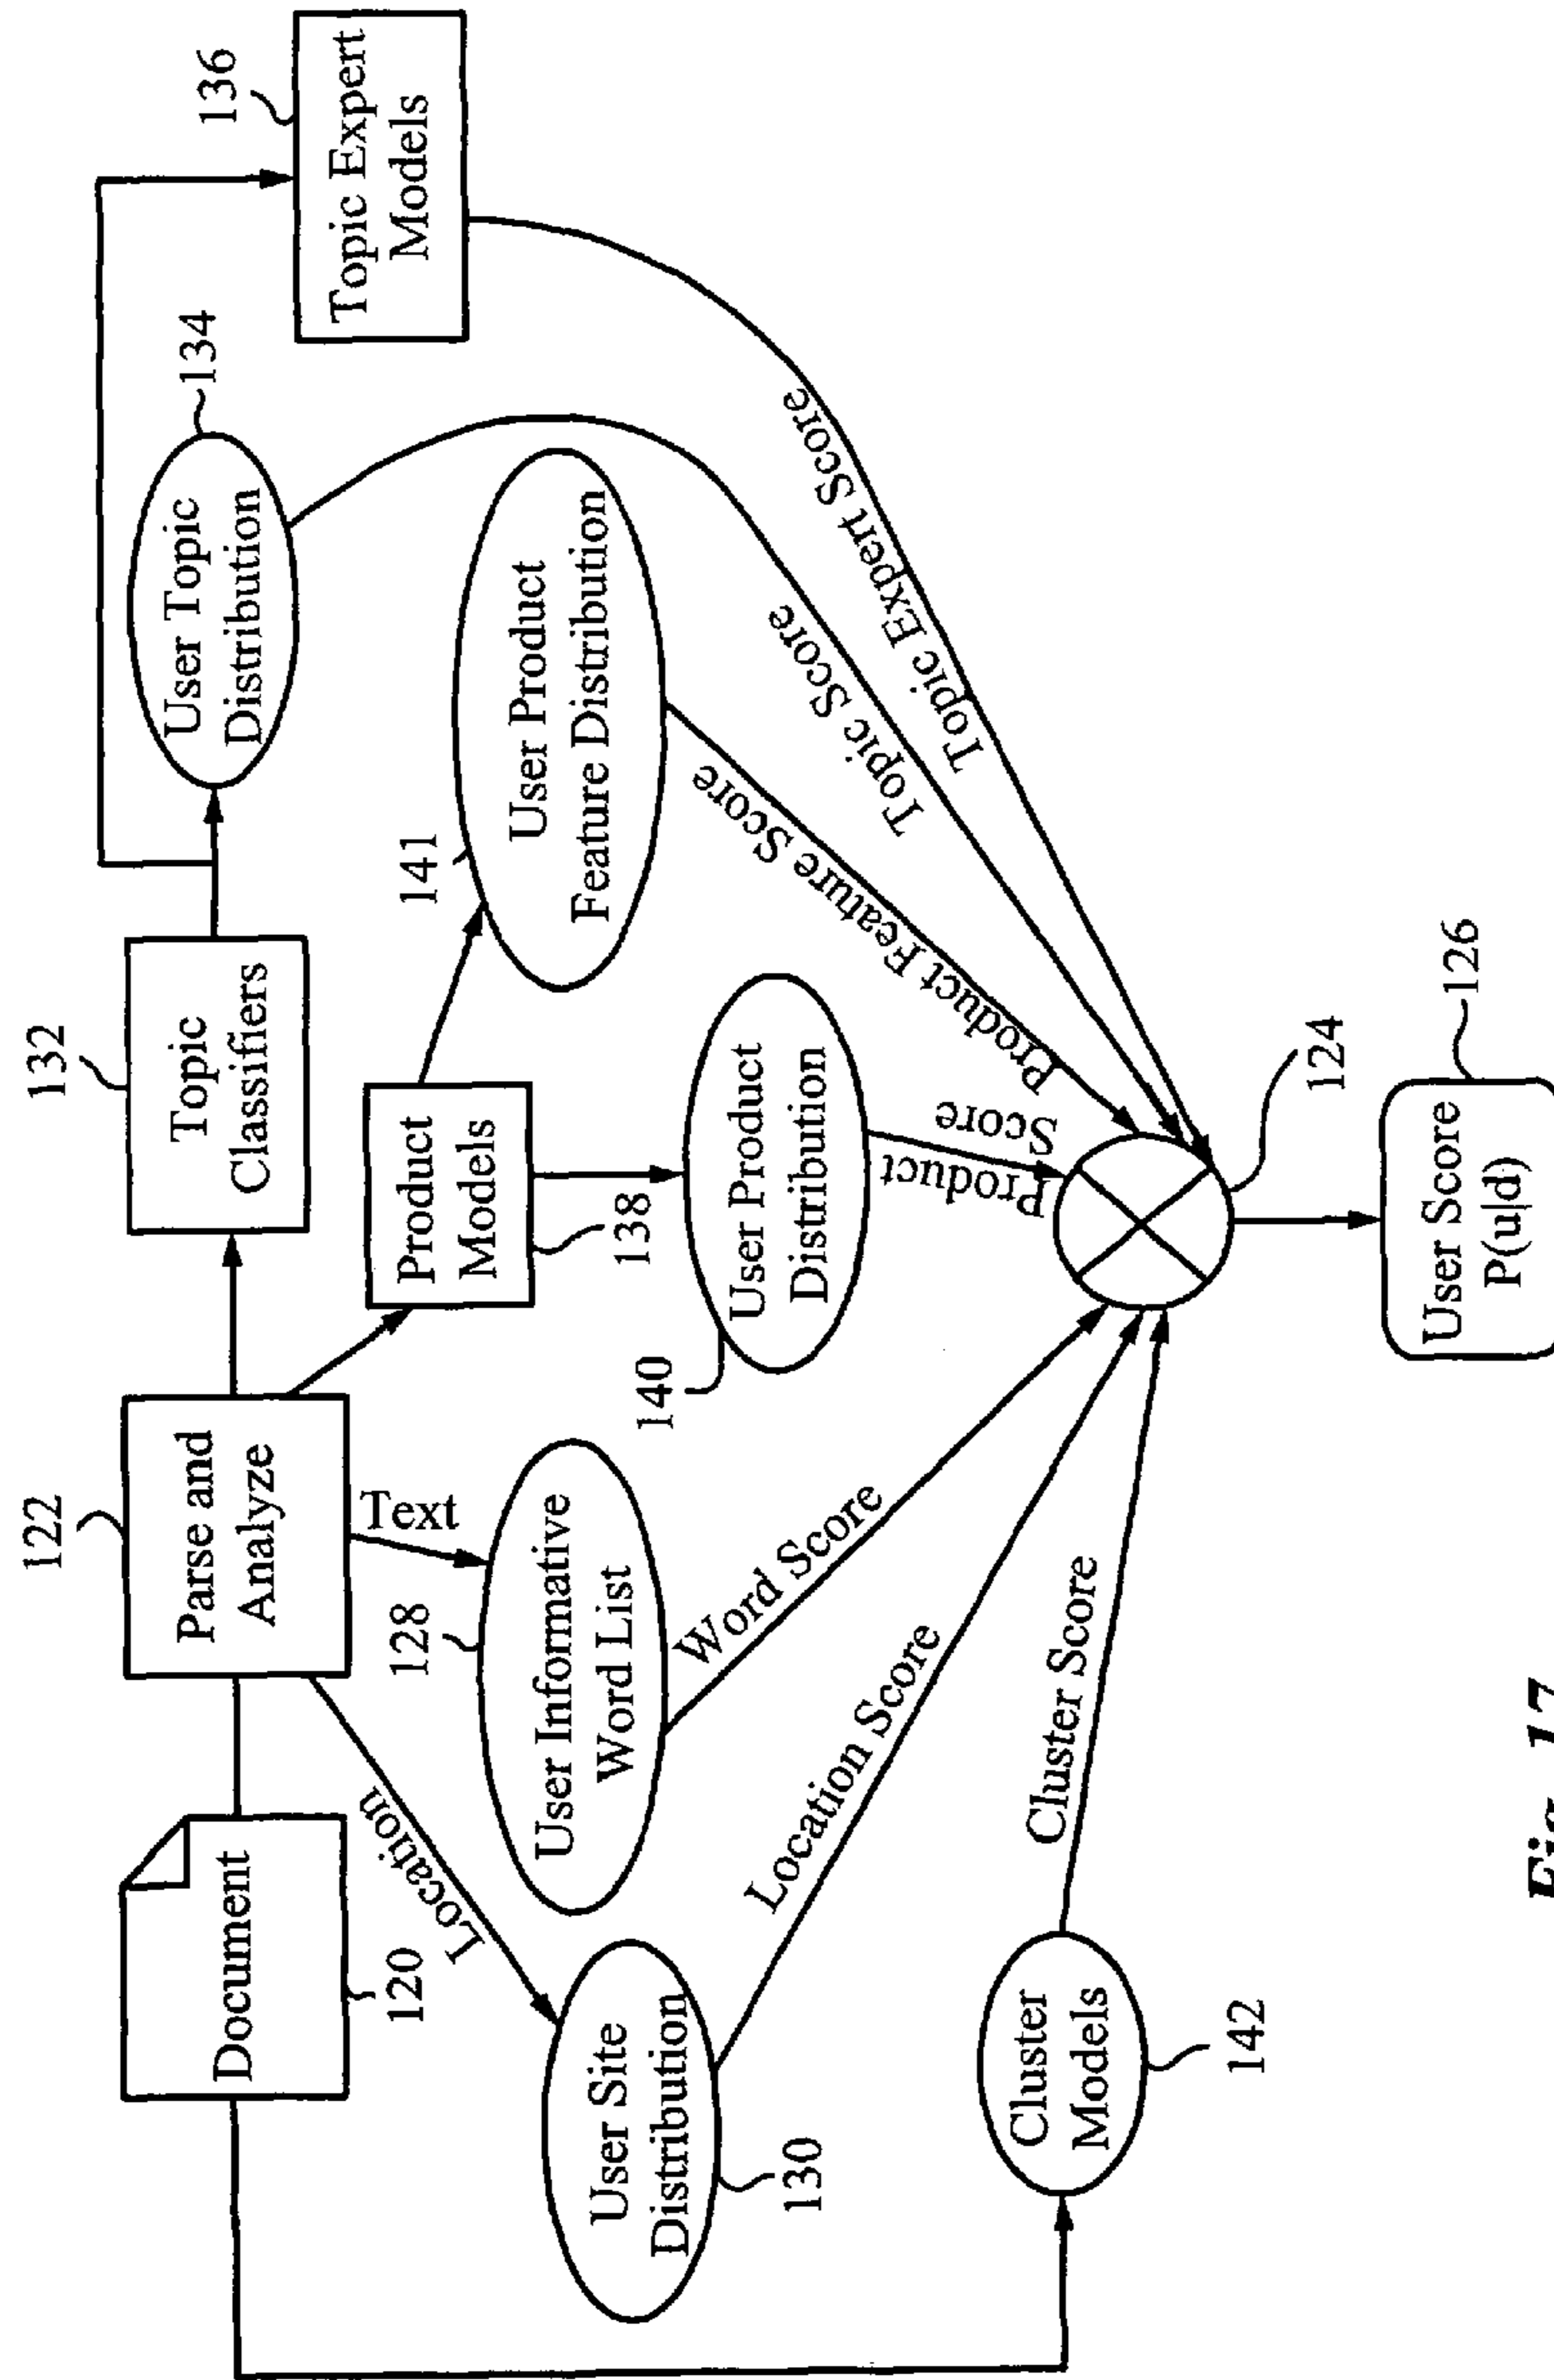 122
132
136
134
Document
120
Parse and
Analyze
Topic
Classifiers
User Topic
Distribution
Topic Expert
Models
Location
Text
128
User Informative
Word List
Product
Models
138
141
User Product
Feature Distribution
User Site
Distribution
130
140
User Product
Distribution
Word Score
Location Score
Cluster Score
Product
Score
Product Feature Score
Topic Score
Topic Expert Score
Cluster
Models
142
124
126
User Score
P(u|d)
Fig. 17